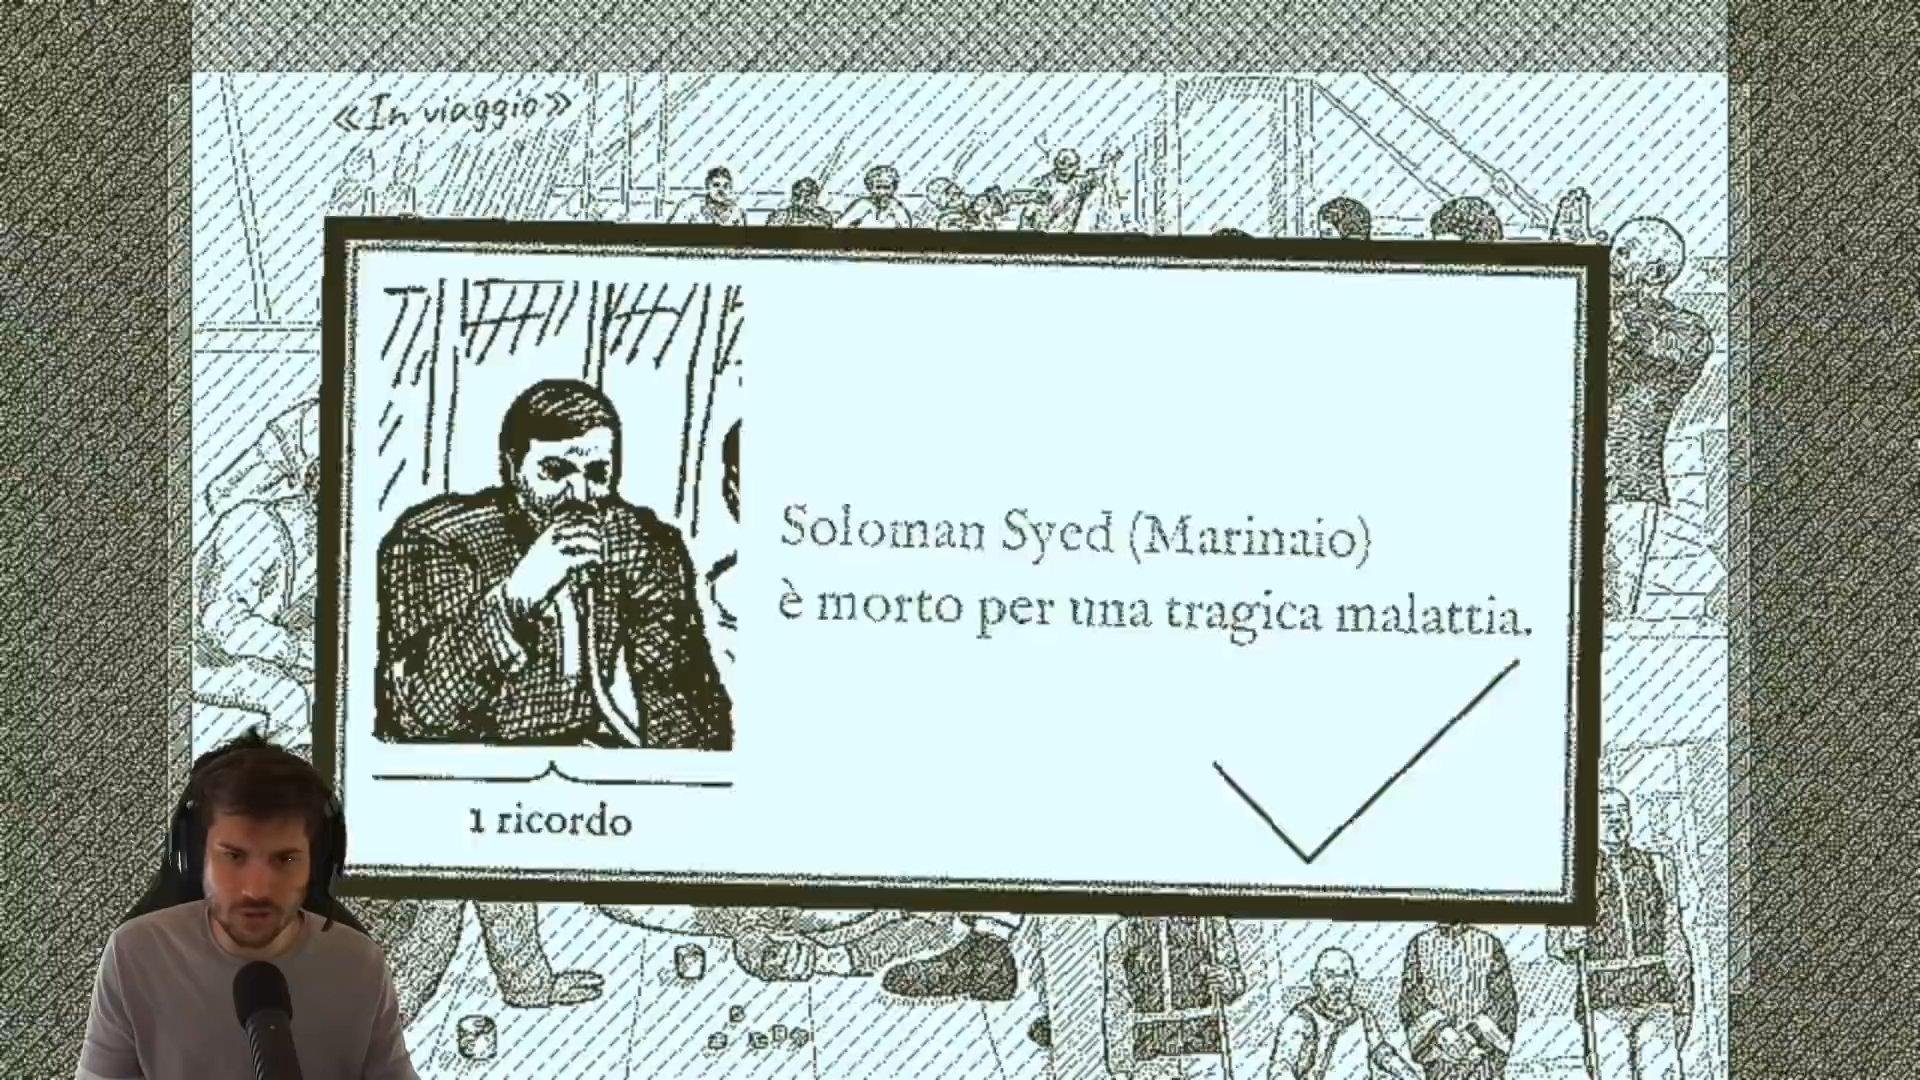 «In viaggio»
Soloman Syed (Marinaio)
è morto per una tragica malattia.
1 ricordo